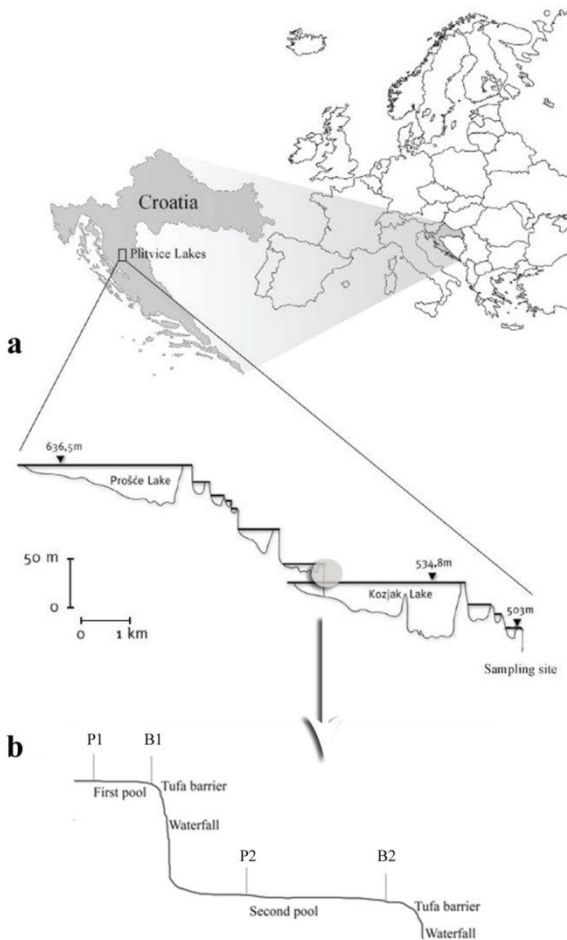 Croatia
Plitvice Lakes
a
636,5m
Prošće Lake
50 m
0
0 1 km
534,8m
Kozjak Lake
503m
Sampling site
b
P1 B1
First pool
Tufa barrier
Waterfall
P2 B2
Second pool
Tufa barrier
Waterfall